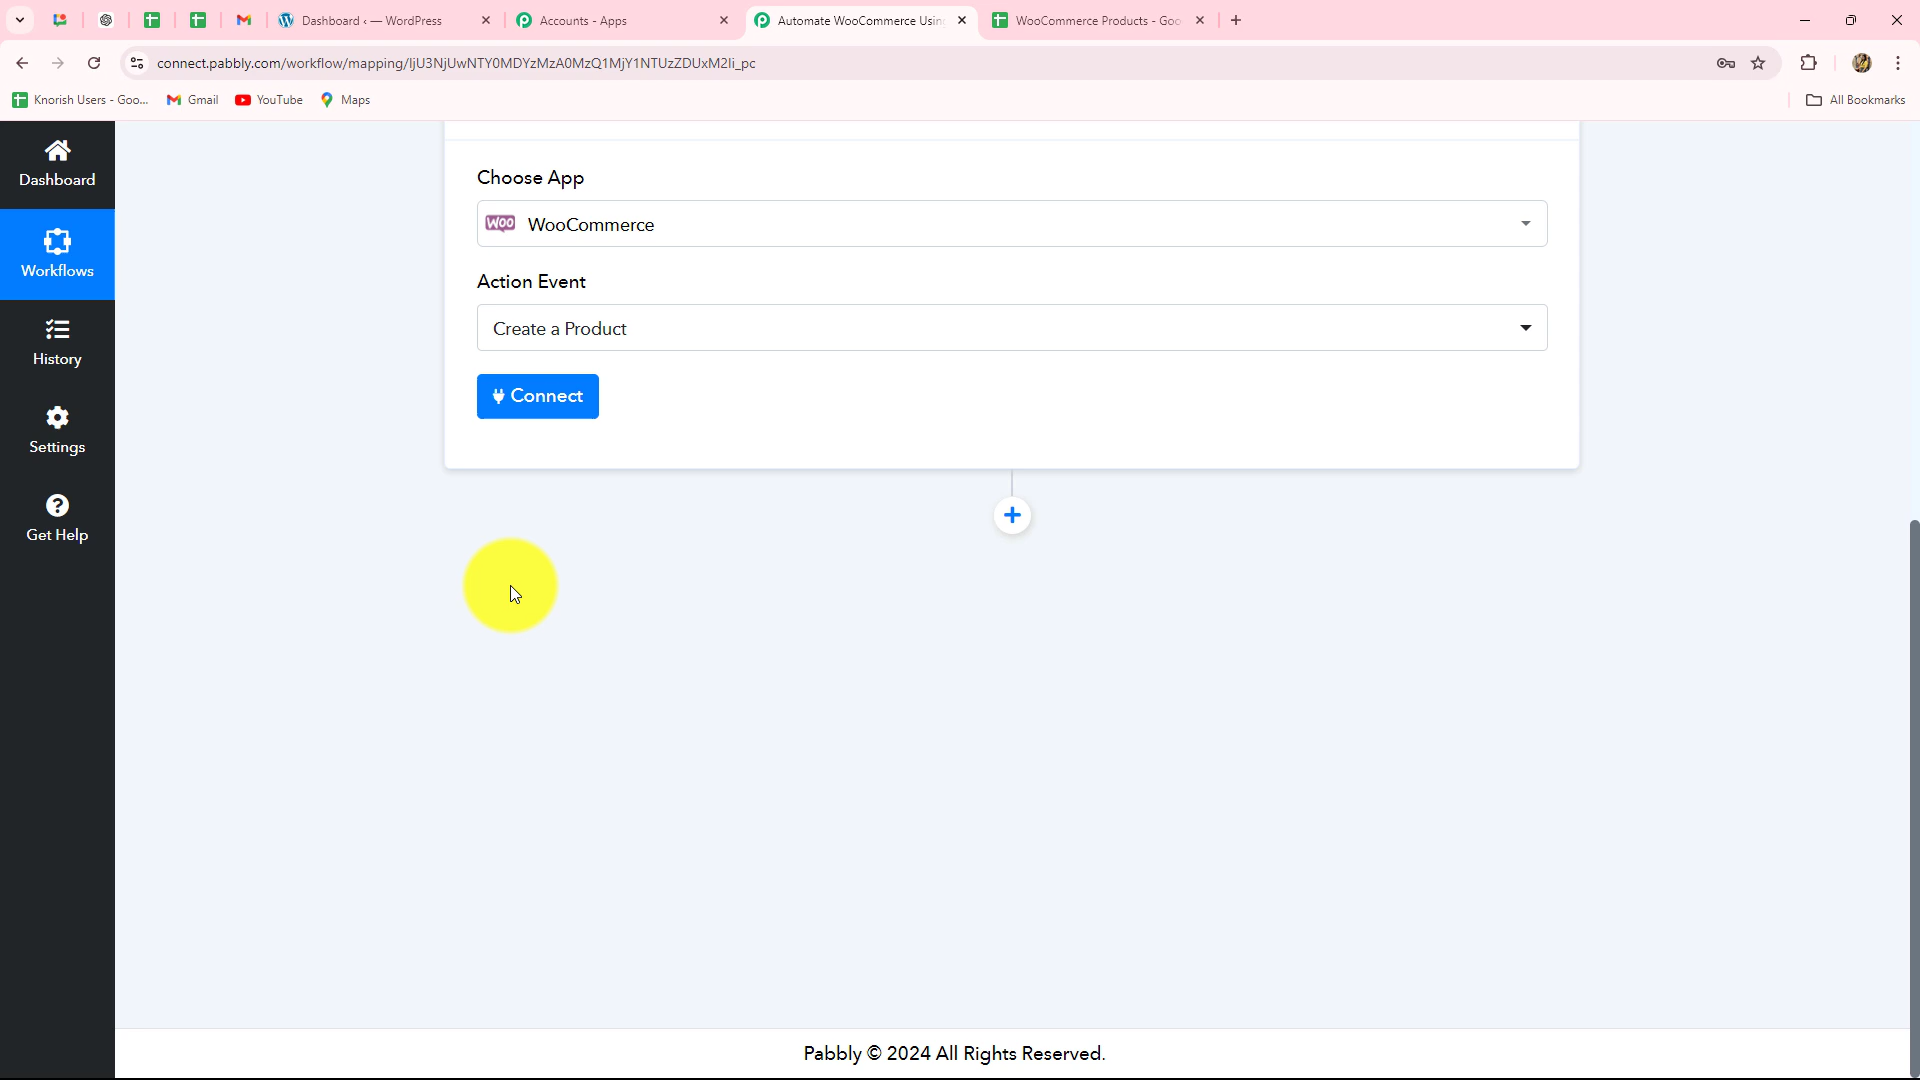 Dashboard ‹ — WordPress
Accounts - Apps
Automate WooCommerce Usin
WooCommerce Products - Goo
connect.pabbly.com/workflow/mapping/IjU3NjUwNTY0MDYzMzA0MzQ1MjY1NTUzZDUxM2Ii_pc
Knorish Users - Goo...
Gmail
YouTube
Maps
All Bookmarks
Dashboard
Workflows
History
Settings
Get Help
Choose App
WOO WooCommerce
Action Event
Create a Product
Connect
Pabbly © 2024 All Rights Reserved.